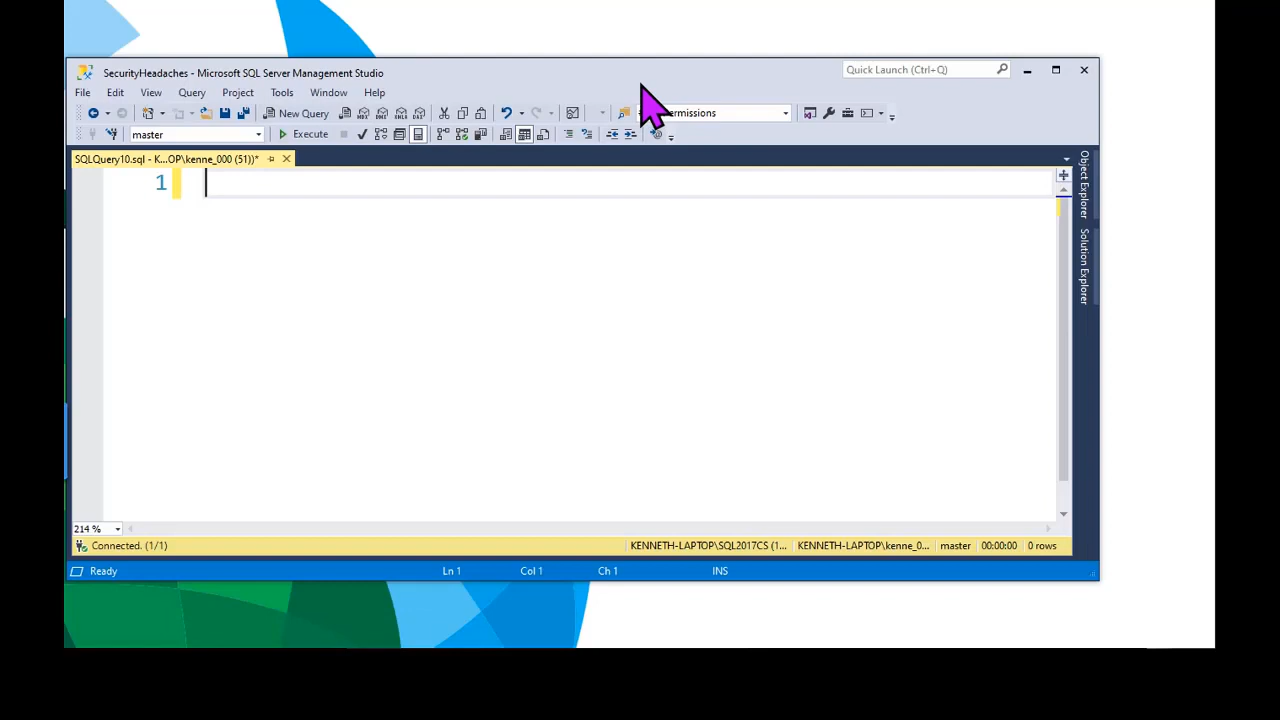 SecurityHeadaches - Microsoft SQL Server Management Studio
Quick Launch (Ctrl+Q)
File Edit View Query Project Tools Window Help
New Query
ermissions
master
Execute
SQLQuery10.sql - K...OP\kenne_000 (51))*
1
Object Explorer
Solution Explorer
214 %
Connected. (1/1)
KENNETH-LAPTOP\SQL2017CS (1... KENNETH-LAPTOP\kenne_0... master 00:00:00 0 rows
Ready Ln 1 Col 1 Ch 1 INS